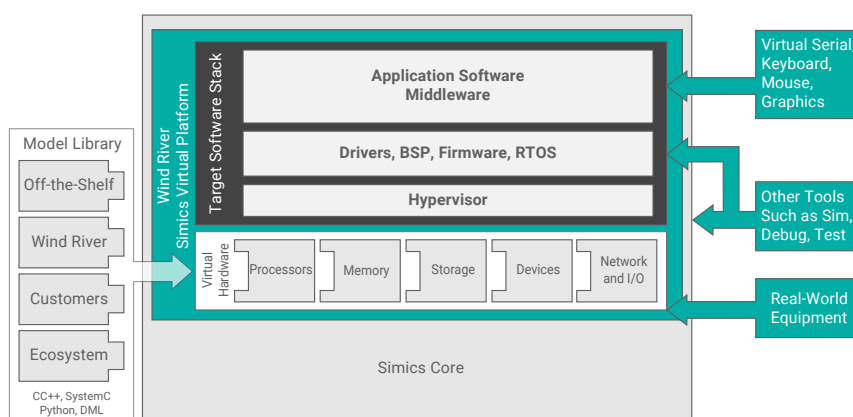 Model Library
Off-the-Shelf
Wind River
Customers
Ecosystem
CC++, SystemC
Python, DML
Wind River
Simics Virtual Platform
Target Software Stack
Application Software
Middleware
Drivers, BSP, Firmware, RTOS
Hypervisor
Virtual
Hardware
Processors
Memory
Storage
Devices
Network
and I/O
Simics Core
Virtual Serial,
Keyboard,
Mouse,
Graphics
Other Tools
Such as Sim,
Debug, Test
Real-World
Equipment